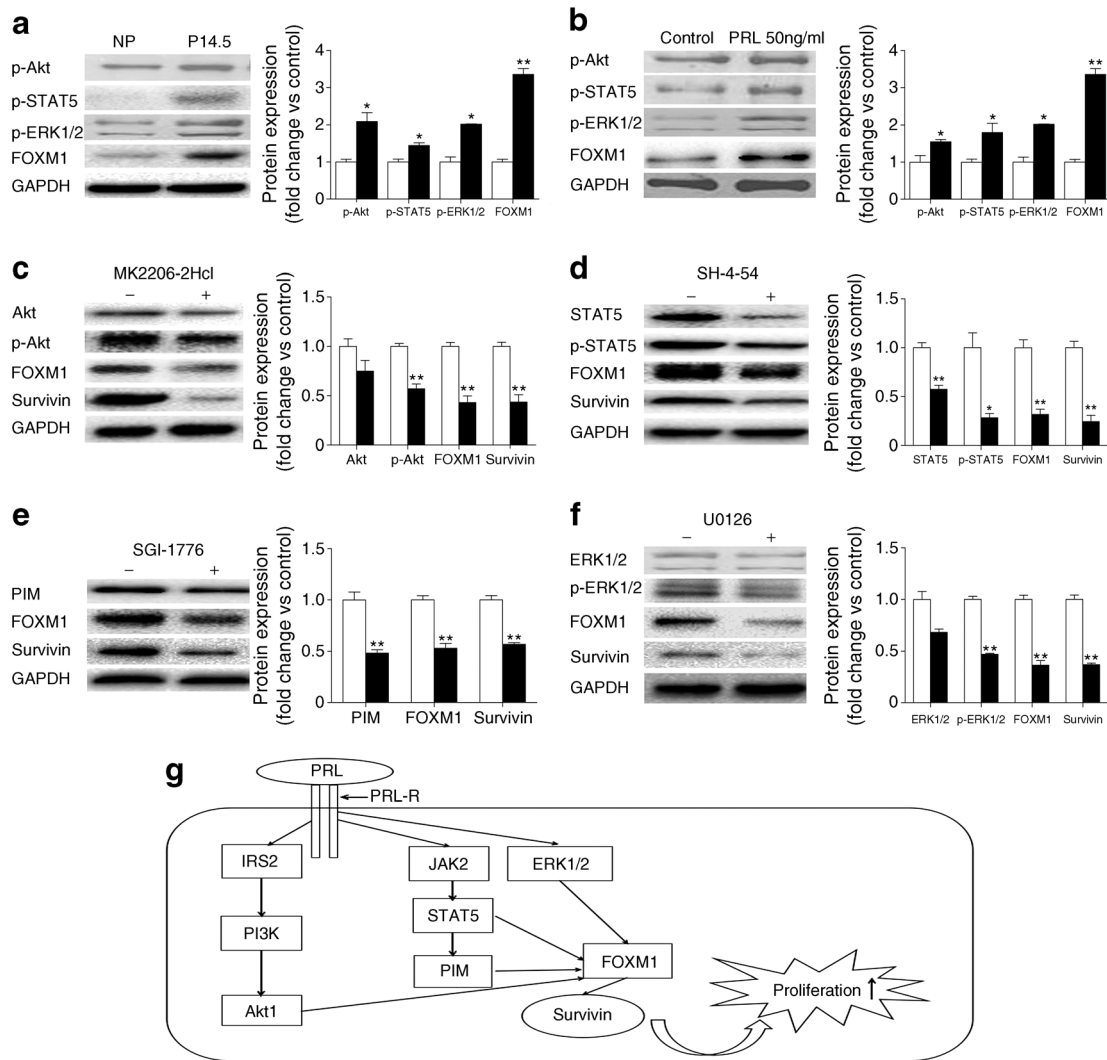 a
NP P14.5
p-Akt
p-STAT5
p-ERK1/2
FOXM1
GAPDH
Protein expression
(fold change vs control)
4
3
2
1
0
* * * **
p-Akt p-STAT5 p-ERK1/2 FOXM1
b
Control PRL 50ng/ml
p-Akt
p-STAT5
p-ERK1/2
FOXM1
GAPDH
Protein expression
(fold change vs control)
4
3
2
1
0
* * * **
p-Akt p-STAT5 p-ERK1/2 FOXM1
c
MK2206-2Hcl
– +
Akt
p-Akt
FOXM1
Survivin
GAPDH
Protein expression
(fold change vs control)
1.5
1.0
0.5
0
** ** **
Akt p-Akt FOXM1 Survivin
d
SH-4-54
– +
STAT5
p-STAT5
FOXM1
Survivin
GAPDH
Protein expression
(fold change vs control)
1.5
1.0
0.5
0
** * ** **
STAT5 p-STAT5 FOXM1 Survivin
e
SGI-1776
– +
PIM
FOXM1
Survivin
GAPDH
Protein expression
(fold change vs control)
1.5
1.0
0.5
0
** ** **
PIM FOXM1 Survivin
f
U0126
– +
ERK1/2
p-ERK1/2
FOXM1
Survivin
GAPDH
Protein expression
(fold change vs control)
1.5
1.0
0.5
0
** ** **
ERK1/2 p-ERK1/2 FOXM1 Survivin
g
PRL
PRL-R
IRS2 JAK2 ERK1/2
STAT5
PI3K
PIM FOXM1
Akt1
Survivin
Proliferation